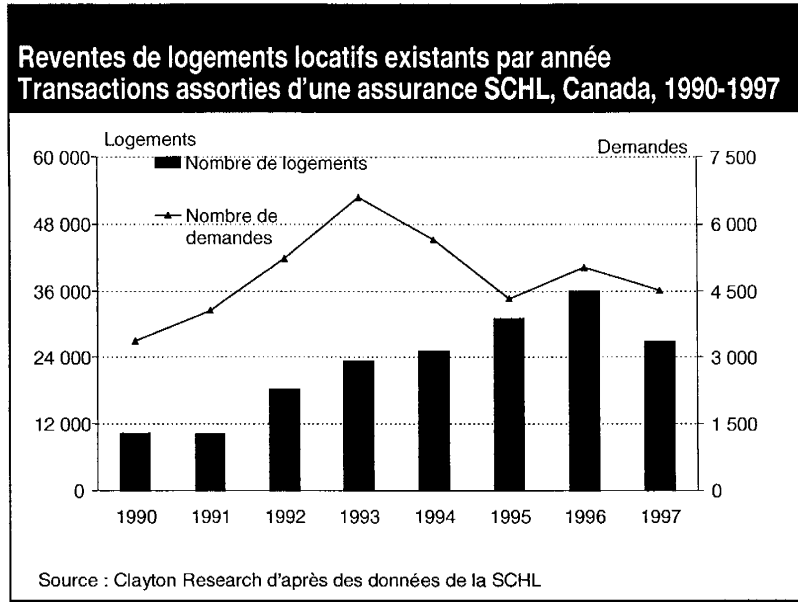 Reventes de logements locatifs existants par année
Transactions assorties d'une assurance SCHL, Canada, 1990-1997
Logements
Demandes
60 000
7 500
Nombre de logements
48 000
6 000
Nombre de
demandes
36 000
4 500
24 000
3 000
12 000
1 500
0
0
1990 1991 1992 1993 1994 1995 1996 1997
Source : Clayton Research d'après des données de la SCHL